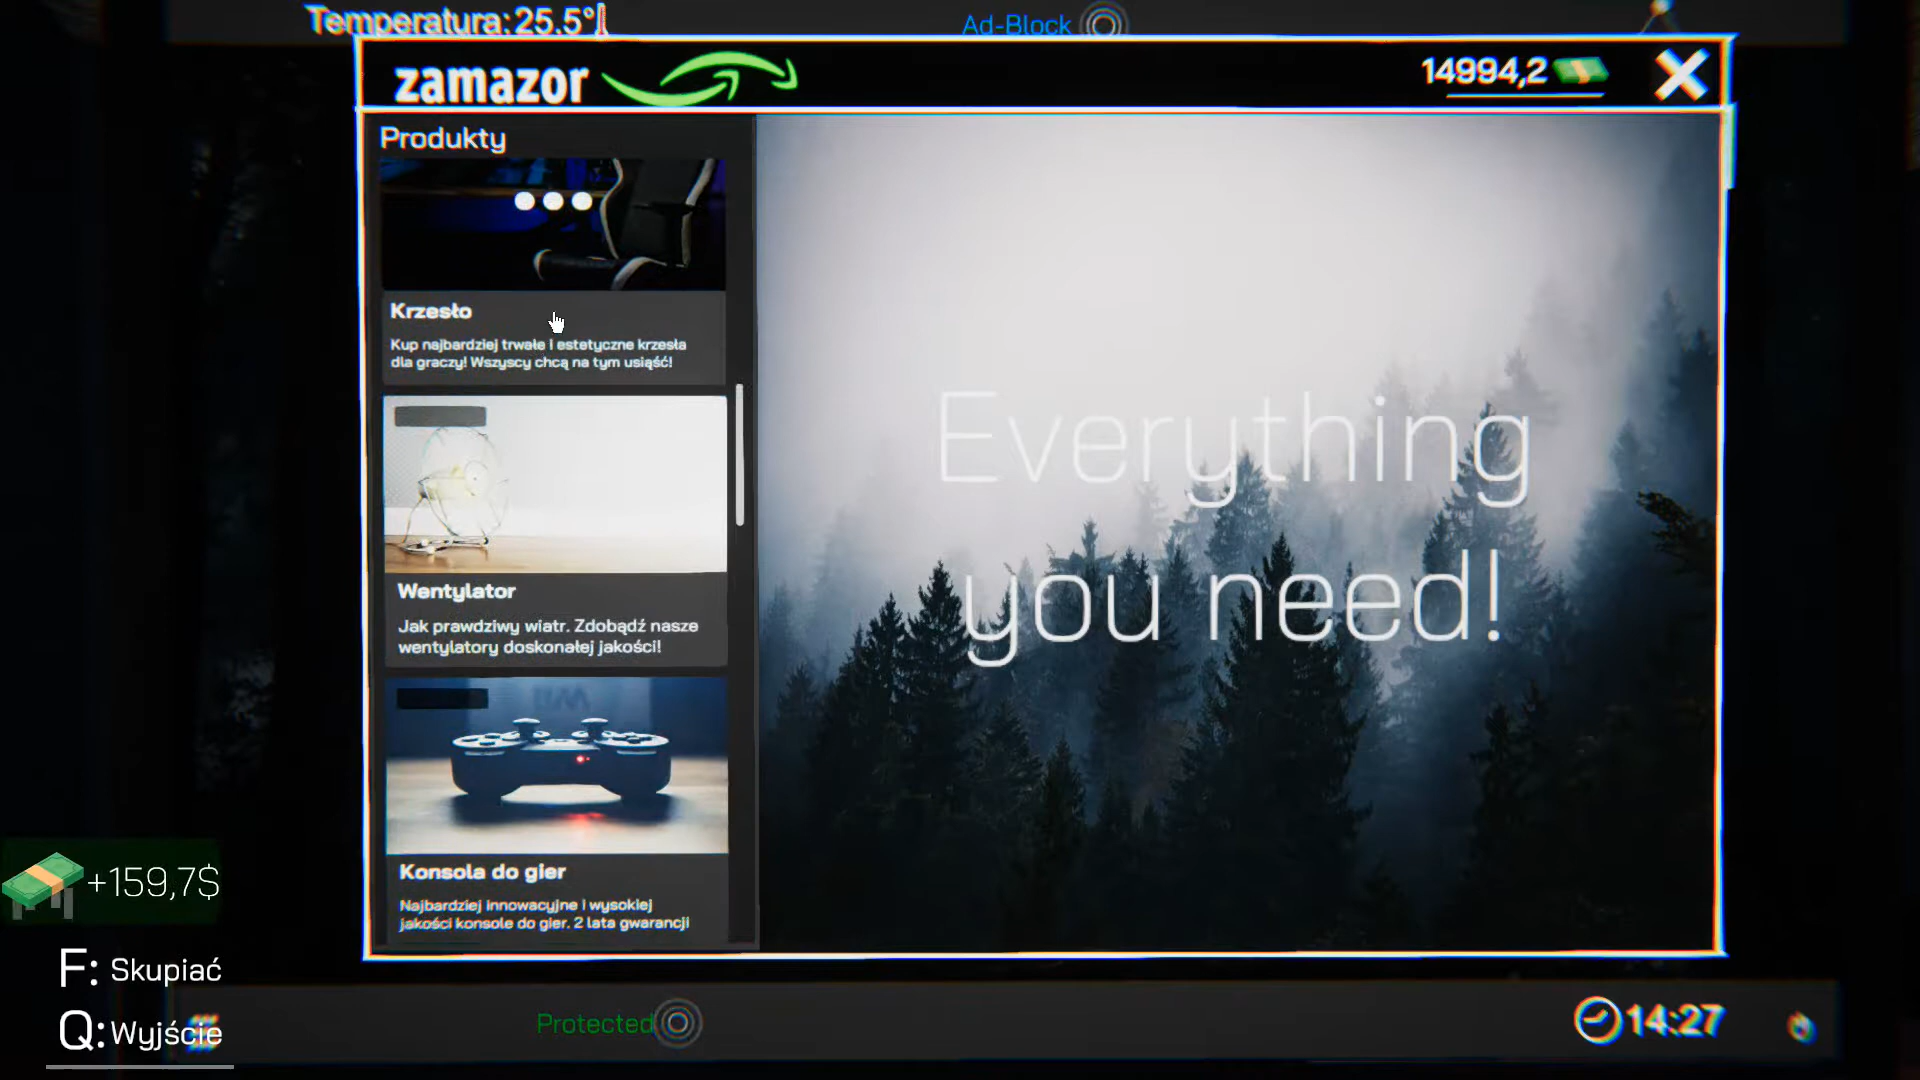 Temperatura: 25.5°
Ad-Block
zamazor
14994,2
Produkty
Krzesło
Kup najbardziej trwałe i estetyczne krzesła
dla graczy! Wszyscy chcą na tym usiąść!
Wentylator
Jak prawdziwy wiatr. Zdobądź nasze
wentylatory doskonałej jakości!
Konsola do gier
Najbardziej innowacyjne i wysokiej
jakości konsole do gier. 2 lata gwarancji
Everything
you need!
+159,7$
F: Skupiać
Q: Wyjście
Protected
14:27